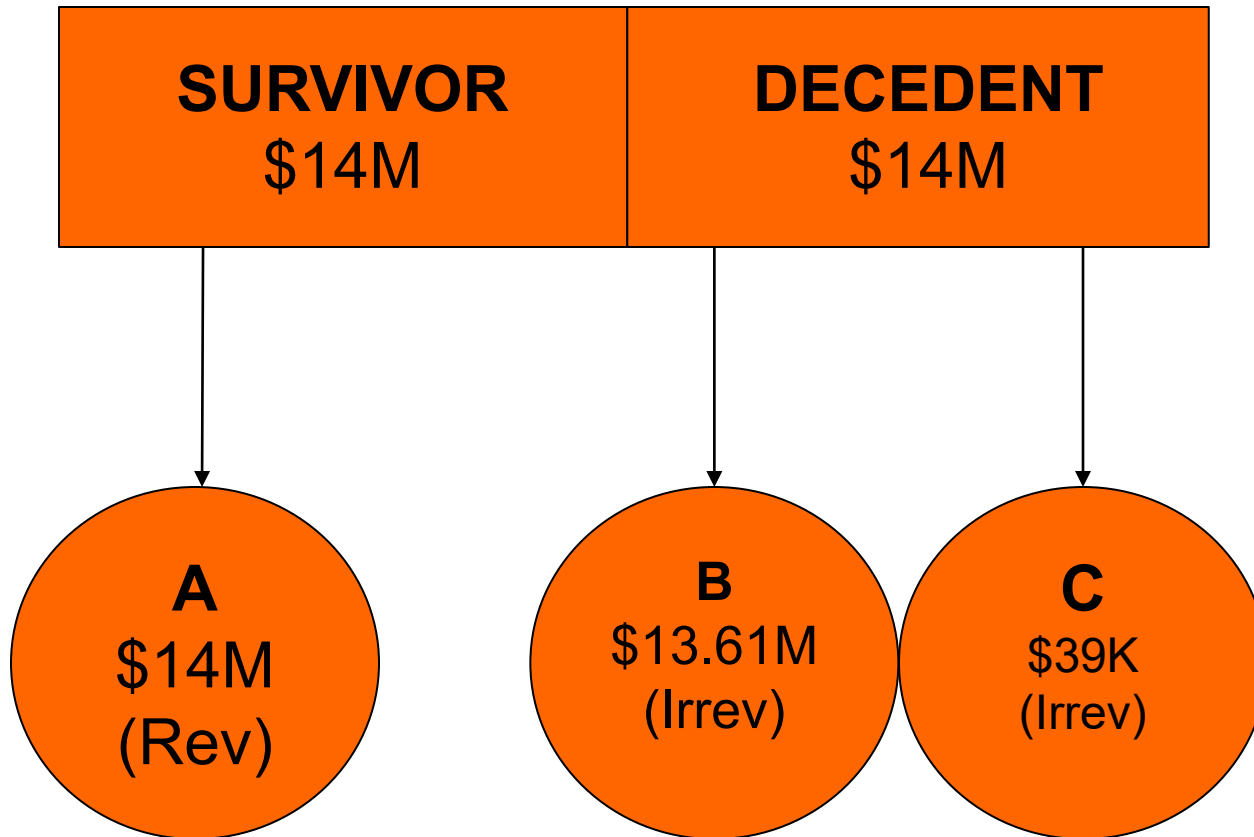 SURVIVOR
$14M
DECEDENT
$14M
A
$14M
(Rev)
B
$13.61M
(Irrev)
C
$39K
(Irrev)